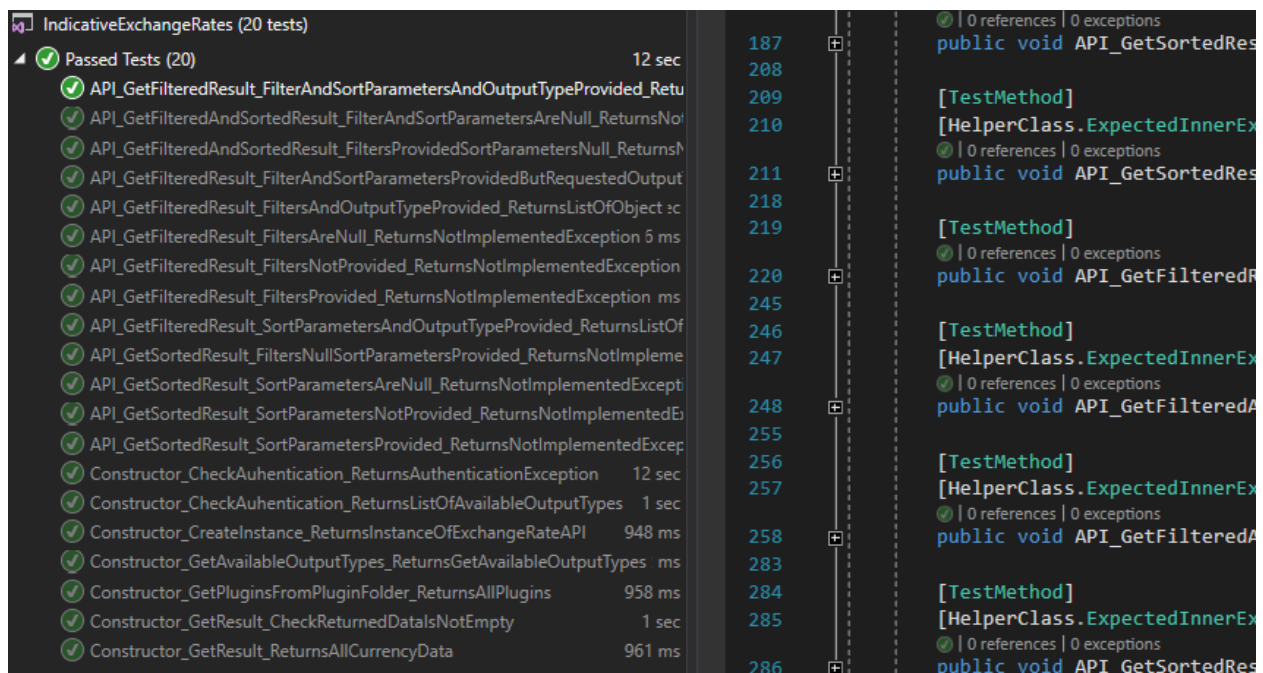 IndicativeExchangeRates (20 tests)
Passed Tests (20) 12 sec
API_GetFilteredResult_FilterAndSortParametersAndOutputTypeProvided_Retu
API_GetFilteredAndSortedResult_FilterAndSortParametersAreNull_ReturnsNot
API_GetFilteredAndSortedResult_FiltersProvidedSortParametersNull_ReturnsN
API_GetFilteredResult_FilterAndSortParametersProvidedButRequestedOutput
API_GetFilteredResult_FiltersAndOutputTypeProvided_ReturnsListOfObject
API_GetFilteredResult_FiltersAreNull_ReturnsNotImplementedException 5 ms
API_GetFilteredResult_FiltersNotProvided_ReturnsNotImplementedException
API_GetFilteredResult_FiltersProvided_ReturnsNotImplementedException ms
API_GetFilteredResult_SortParametersAndOutputTypeProvided_ReturnsListOf
API_GetSortedResult_FiltersNullSortParametersProvided_ReturnsNotImpleme
API_GetSortedResult_SortParametersAreNull_ReturnsNotImplementedExcepti
API_GetSortedResult_SortParametersNotProvided_ReturnsNotImplementedE
API_GetSortedResult_SortParametersProvided_ReturnsNotImplementedExcep
Constructor_CheckAuhentication_ReturnsAuthenticationException 12 sec
Constructor_CheckAuhentication_ReturnsListOfAvailableOutputTypes 1 sec
Constructor_CreateInstance_ReturnsInstanceOfExchangeRateAPI 948 ms
Constructor_GetAvailableOutputTypes_ReturnsGetAvailableOutputTypes ms
Constructor_GetPluginsFromPluginFolder_ReturnsAllPlugins 958 ms
Constructor_GetResult_CheckReturnedDataIsNotEmpty 1 sec
Constructor_GetResult_ReturnsAllCurrencyData 961 ms
| 0 references | 0 exceptions
187 public void API_GetSortedRes
208
209 [TestMethod]
210 [HelperClass.ExpectedInnerEx
| 0 references | 0 exceptions
211 public void API_GetSortedRes
218
219 [TestMethod]
| 0 references | 0 exceptions
220 public void API_GetFilteredR
245
246 [TestMethod]
247 [HelperClass.ExpectedInnerEx
| 0 references | 0 exceptions
248 public void API_GetFilteredA
255
256 [TestMethod]
257 [HelperClass.ExpectedInnerEx
| 0 references | 0 exceptions
258 public void API_GetFilteredA
283
284 [TestMethod]
285 [HelperClass.ExpectedInnerEx
| 0 references | 0 exceptions
286 public void API_GetSortedRes